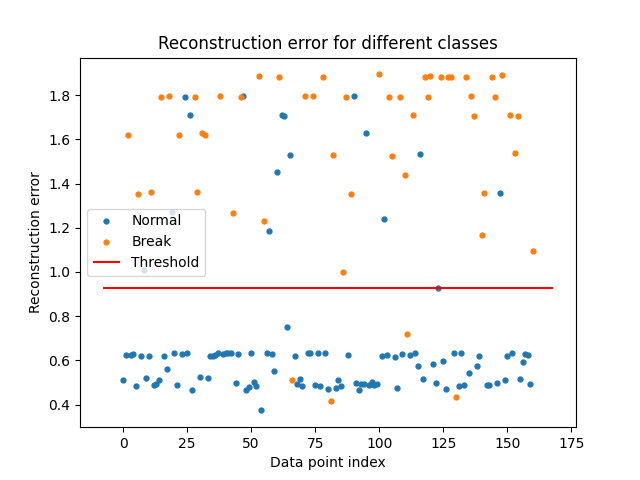 Reconstruction error for different classes
Reconstruction error
1.8
1.6
1.4
1.2
1.0
0.8
0.6
0.4
Normal
Break
Threshold
0 25 50 75 100 125 150 175
Data point index